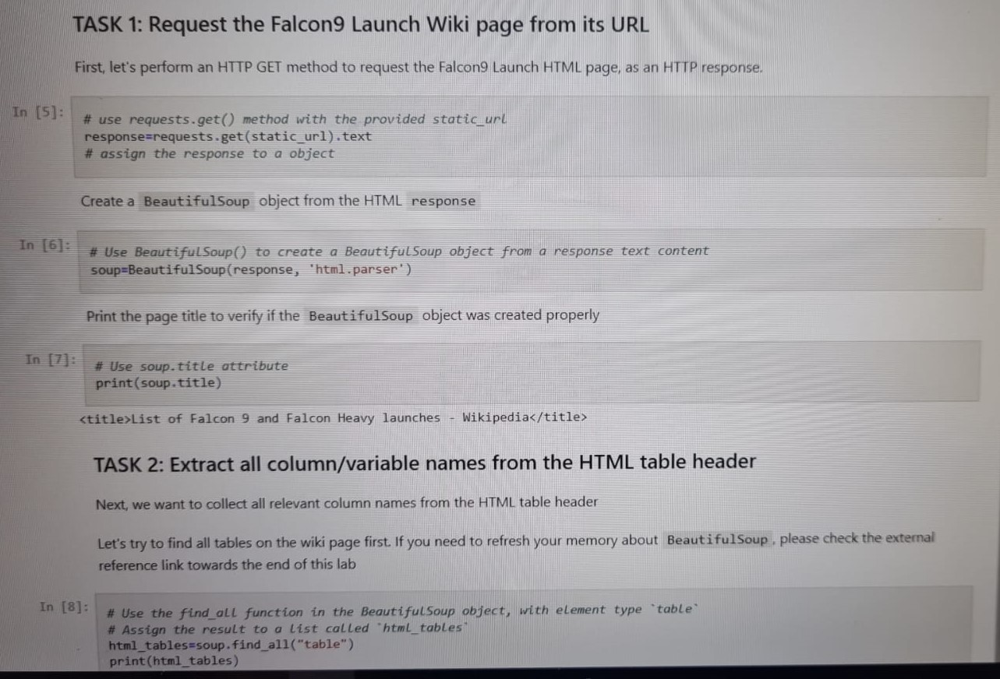 TASK 1: Request the Falcon9 Launch Wiki page from its URL
First, let's perform an HTTP GET method to request the Falcon9 Launch HTML page, as an HTTP response.
In [5]:
# use requests.get() method with the provided static_url
response=requests.get(static_url).text
# assign the response to a object
Create a BeautifulSoup object from the HTML response
In [6]:
# Use BeautifulSoup() to create a BeautifulSoup object from a response text content
soup=BeautifulSoup(response, 'html.parser')
Print the page title to verify if the BeautifulSoup object was created properly
In [7]:
# Use soup.title attribute
print(soup.title)
<title>List of Falcon 9 and Falcon Heavy launches - Wikipedia</title>
TASK 2: Extract all column/variable names from the HTML table header
Next, we want to collect all relevant column names from the HTML table header
Let's try to find all tables on the wiki page first. If you need to refresh your memory about BeautifulSoup, please check the external
reference link towards the end of this lab
In [8]:
# Use the find_all function in the BeautifulSoup object, with element type `table`
# Assign the result to a list called `html_tables`
html_tables=soup.find_all("table")
print(html_tables)